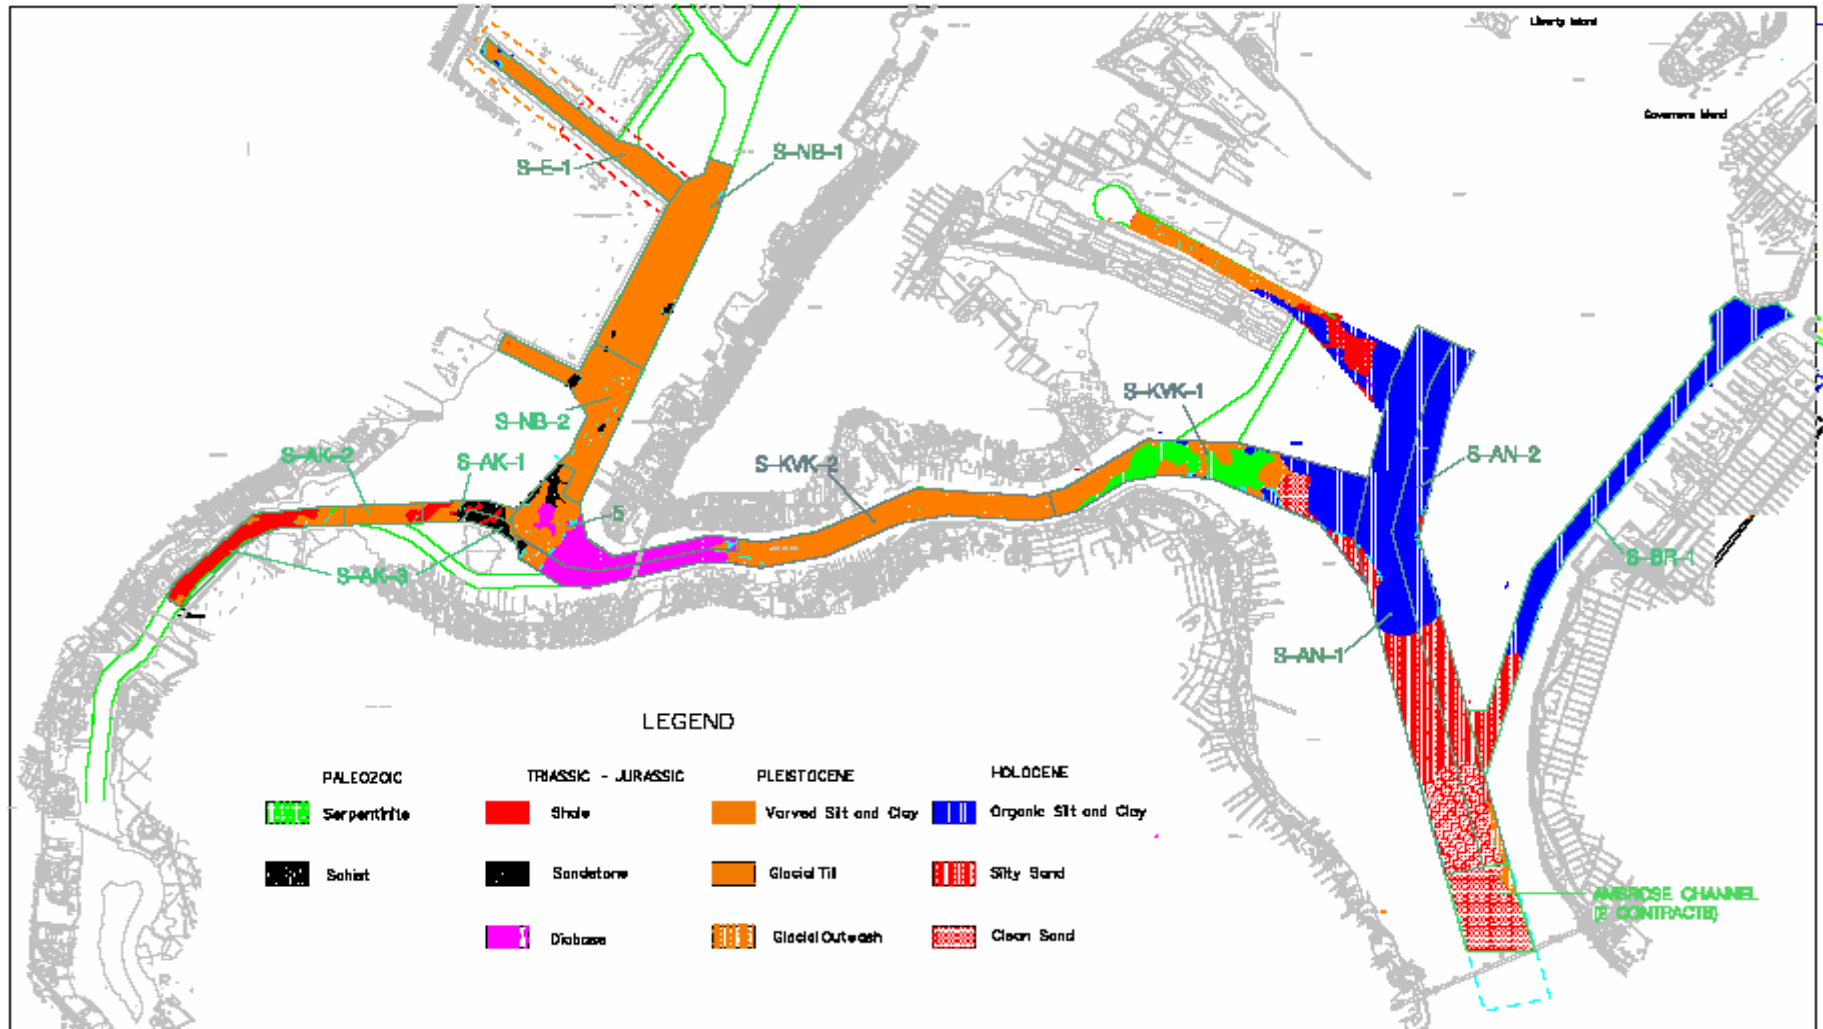 Liberty Island
Governors Island
S-NB-1
S-E-1
S-KVK-1
S-NB-2
S-AK-2
S-AK-1
S-KVK-2
S-AN-2
5
S-BR-1
S-AK-3
S-AN-1
LEGEND
PALEOZOIC
TRIASSIC - JURASSIC
PLEISTOCENE
HOLOCENE
Serpentinite
Shale
Varved Silt and Clay
Organic Silt and Clay
Schist
Sandstone
Glacial Till
Silty Sand
AMBROSE CHANNEL
(2 CONTRACTS)
Diabase
Glacial Outwash
Clean Sand